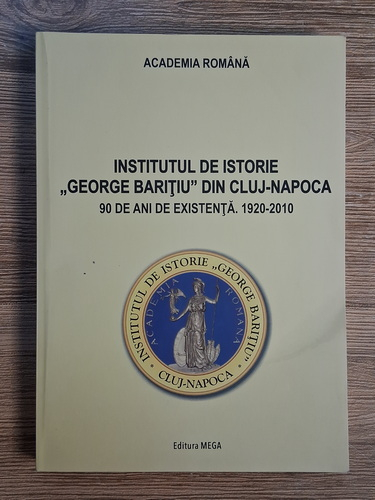 ACADEMIA ROMÂNĂ
INSTITUTUL DE ISTORIE
„GEORGE BARIŢIU” DIN CLUJ-NAPOCA
90 DE ANI DE EXISTENŢĂ. 1920-2010
INSTITUTUL DE ISTORIE „GEORGE BARIŢIU”
ACADEMIA ROMÂNĂ
CLUJ-NAPOCA
Editura MEGA